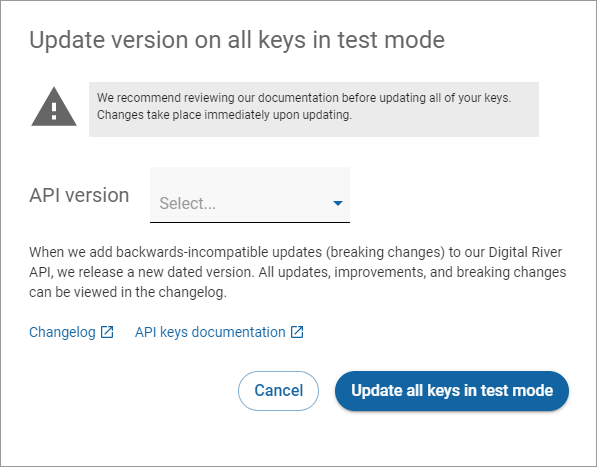 Update version on all keys in test mode
We recommend reviewing our documentation before updating all of your keys.
Changes take place immediately upon updating.
API version
Select...
When we add backwards-incompatible updates (breaking changes) to our Digital River
API, we release a new dated version. All updates, improvements, and breaking changes
can be viewed in the changelog.
Changelog API keys documentation
Cancel Update all keys in test mode